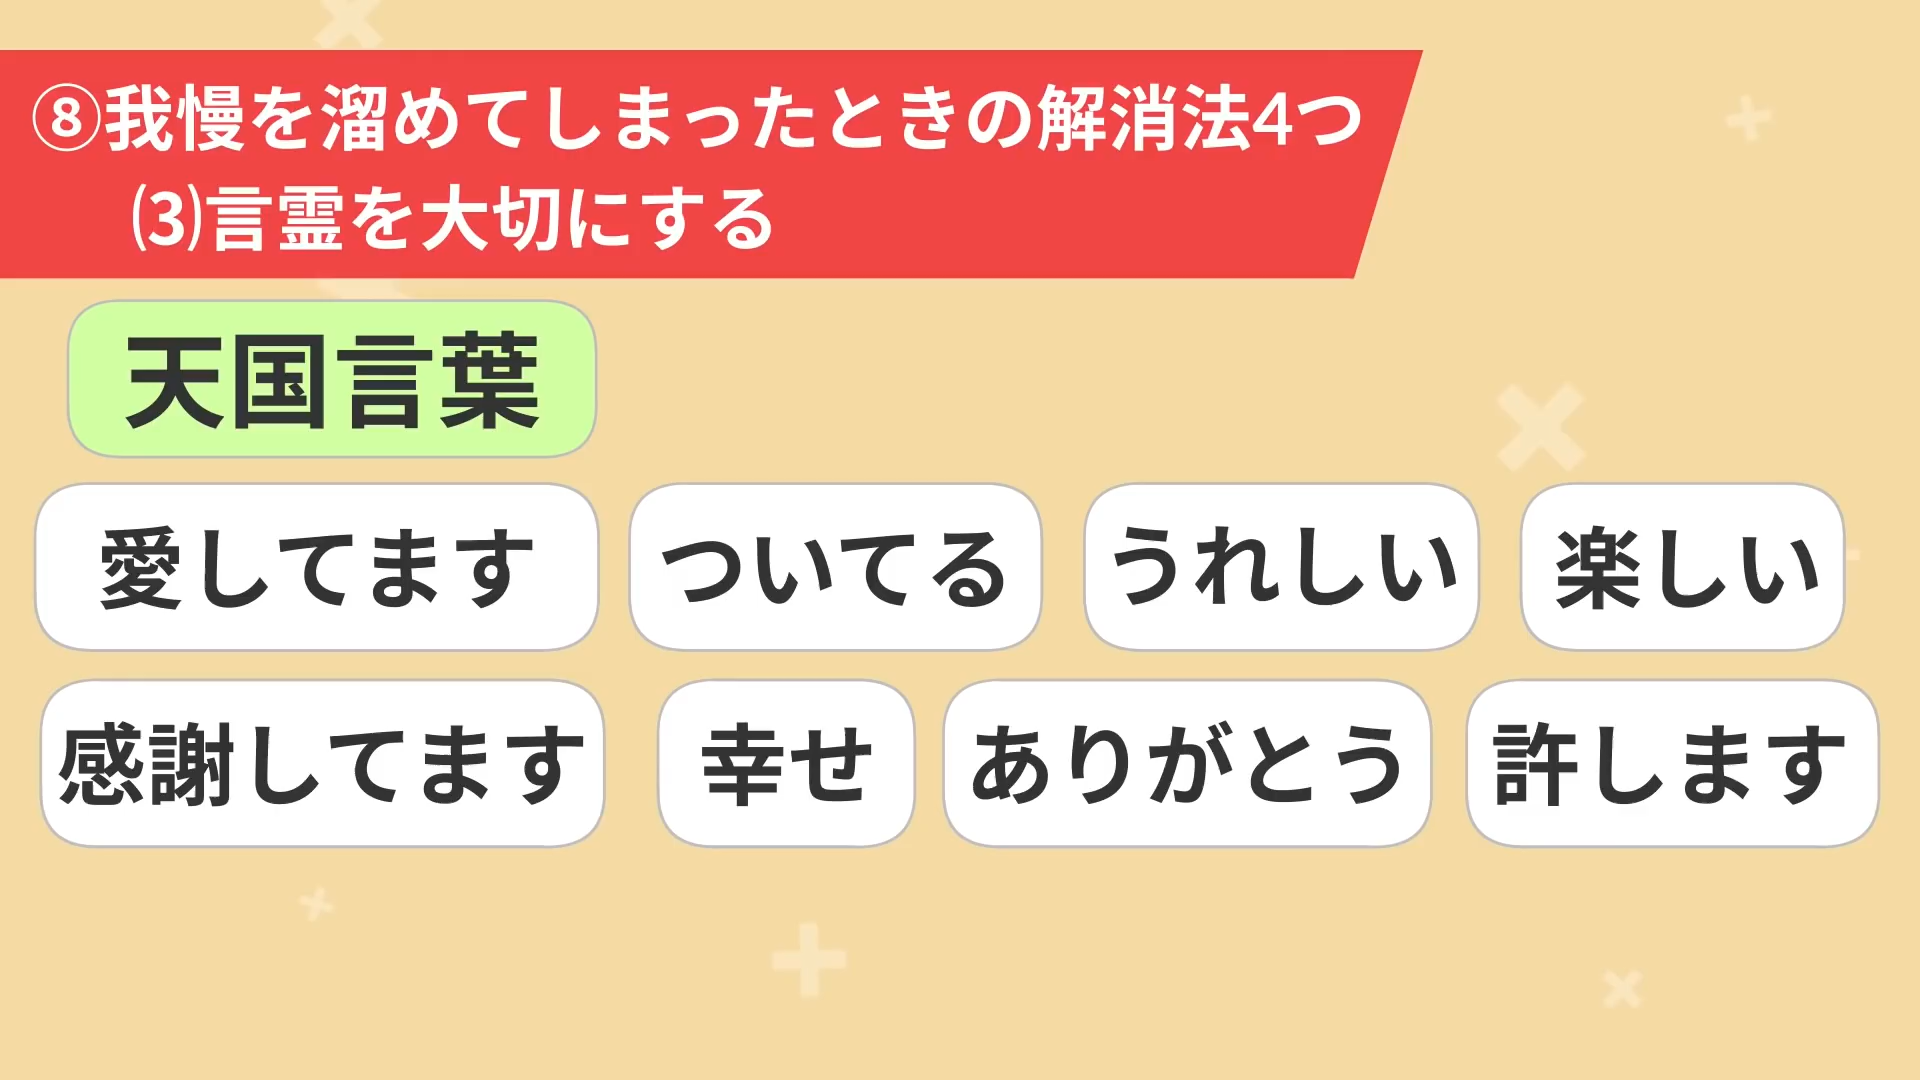 ⑧我慢を溜めてしまったときの解消法4つ
⑶言霊を大切にする
天国言葉
愛してます ついてる うれしい 楽しい
感謝してます 幸せ ありがとう 許します